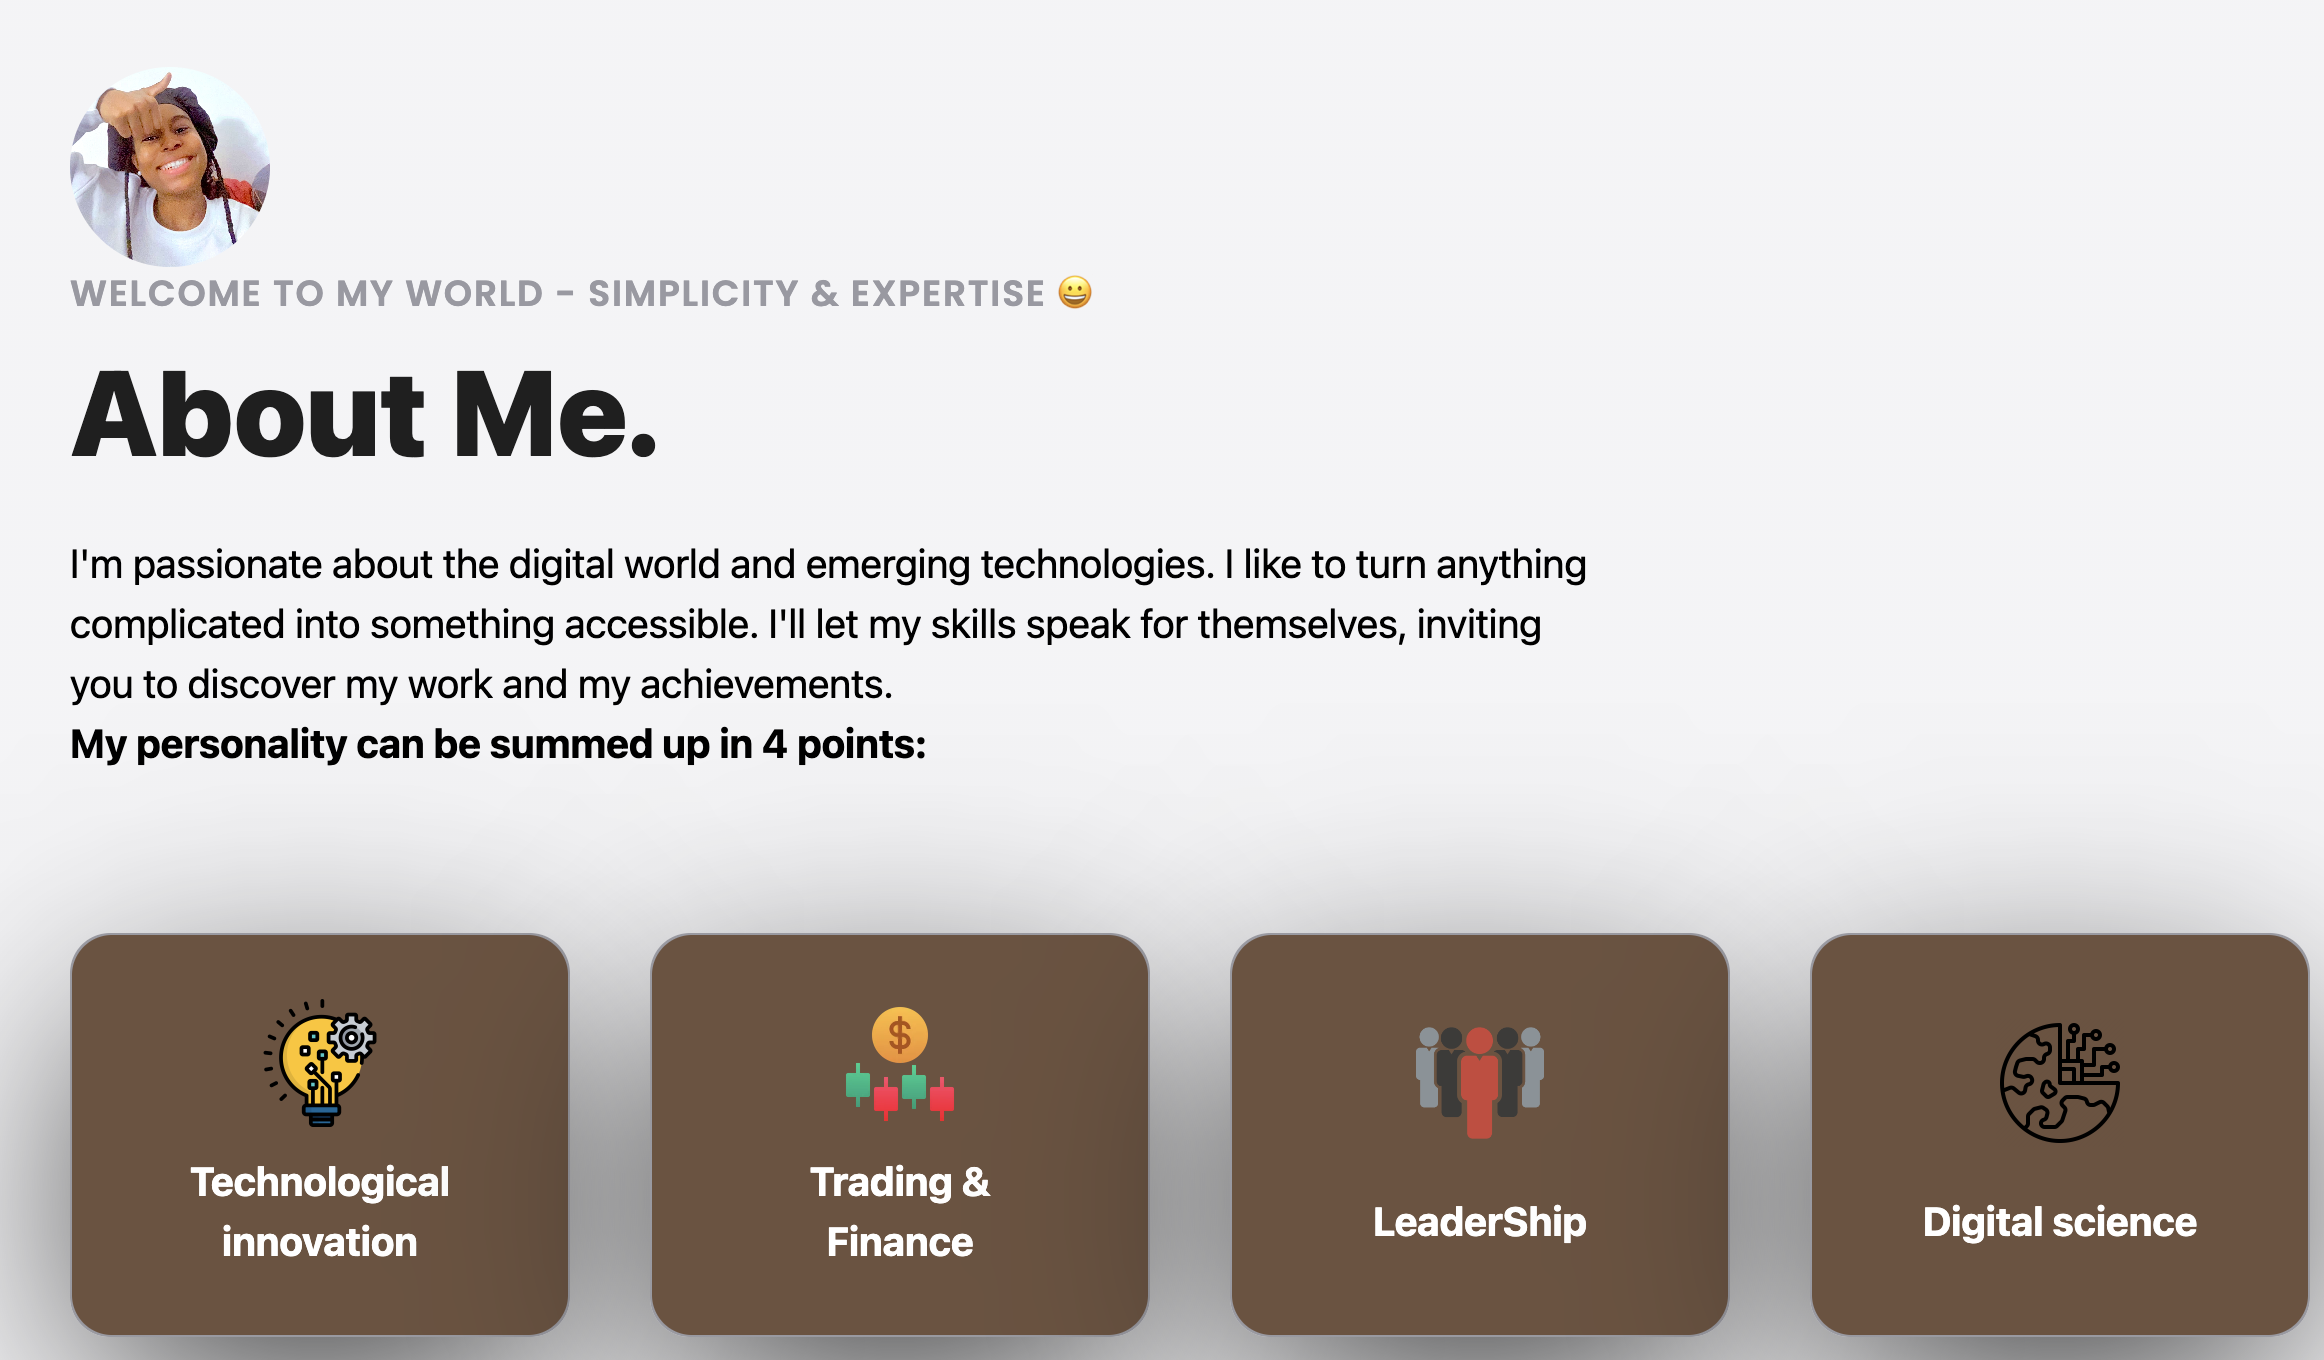 WELCOME TO MY WORLD - SIMPLICITY & EXPERTISE 😀
About Me.
I'm passionate about the digital world and emerging technologies. I like to turn anything
complicated into something accessible. I'll let my skills speak for themselves, inviting
you to discover my work and my achievements.
My personality can be summed up in 4 points:
$
Technological
innovation
Trading &
Finance
LeaderShip
Digital science